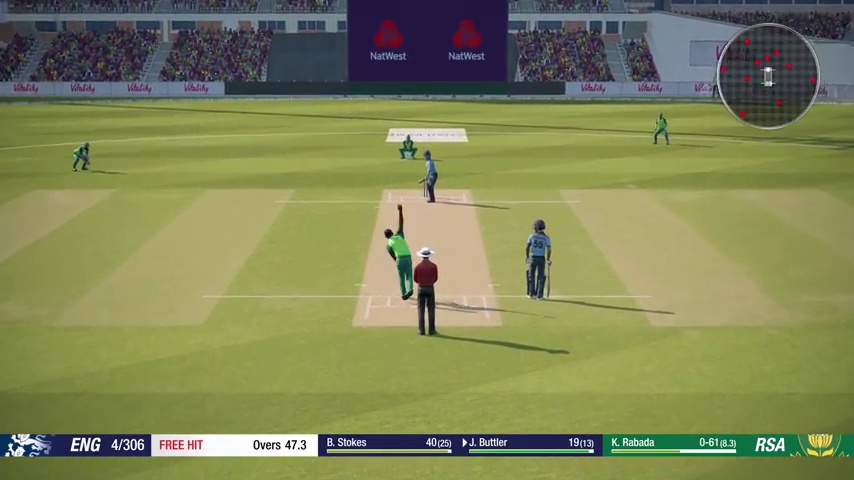 NatWest NatWest
Vitality Vitality Vitality Vitality Vitality
55
ENG 4/306 FREE HIT Overs 47.3 B. Stokes 40(25) J. Buttler 19(13) K. Rabada 0-61(8.3) RSA